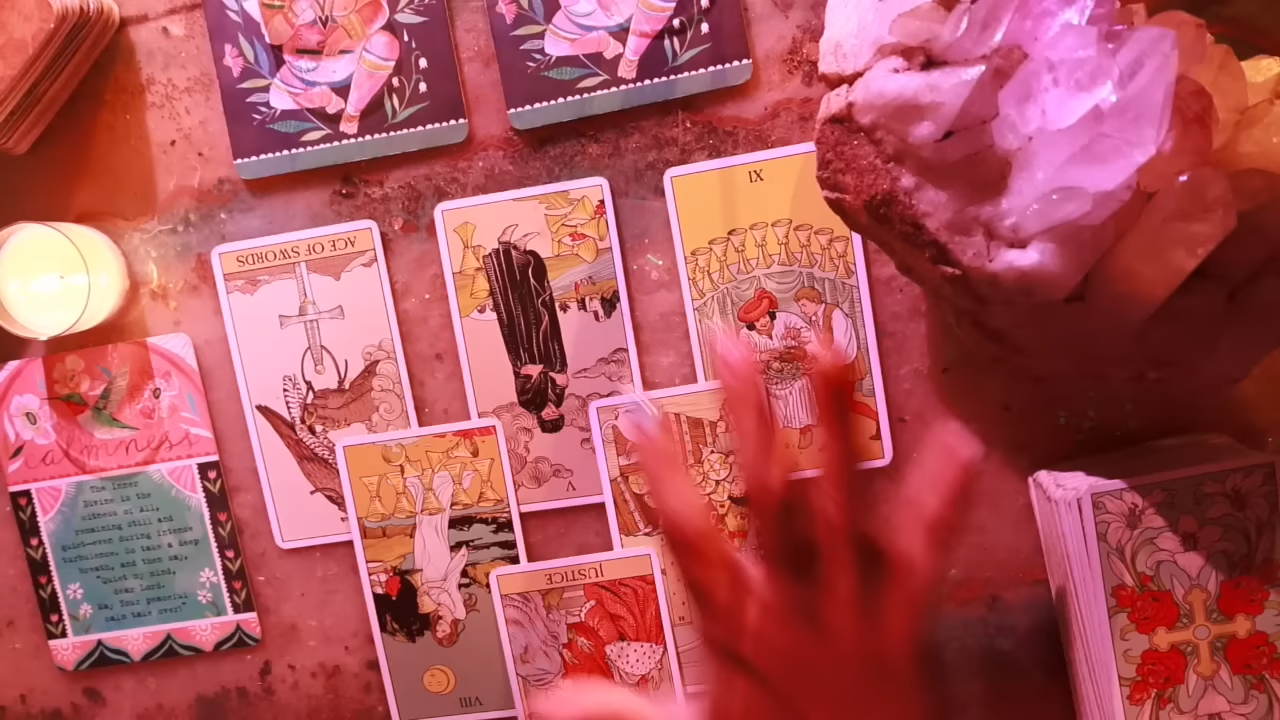 IX
ACE OF SWORDS
calmness
The Inner
Divine is the
witness of All,
remaining still and
quiet—even during intense
turbulence. So take a deep
breath, and then say,
"Quiet my mind,
dear Lord.
May Your peaceful
calm take over!"
V
JUSTICE
VIII